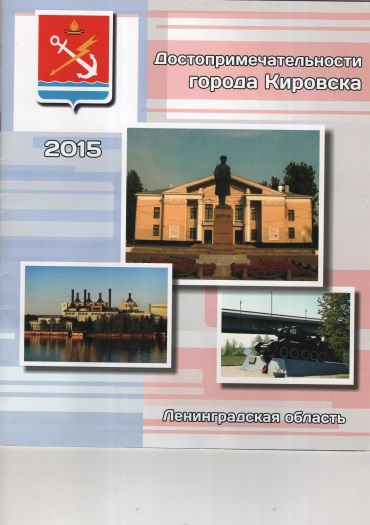 Достопримечательности
города Кировска
2015
Ленинградская область